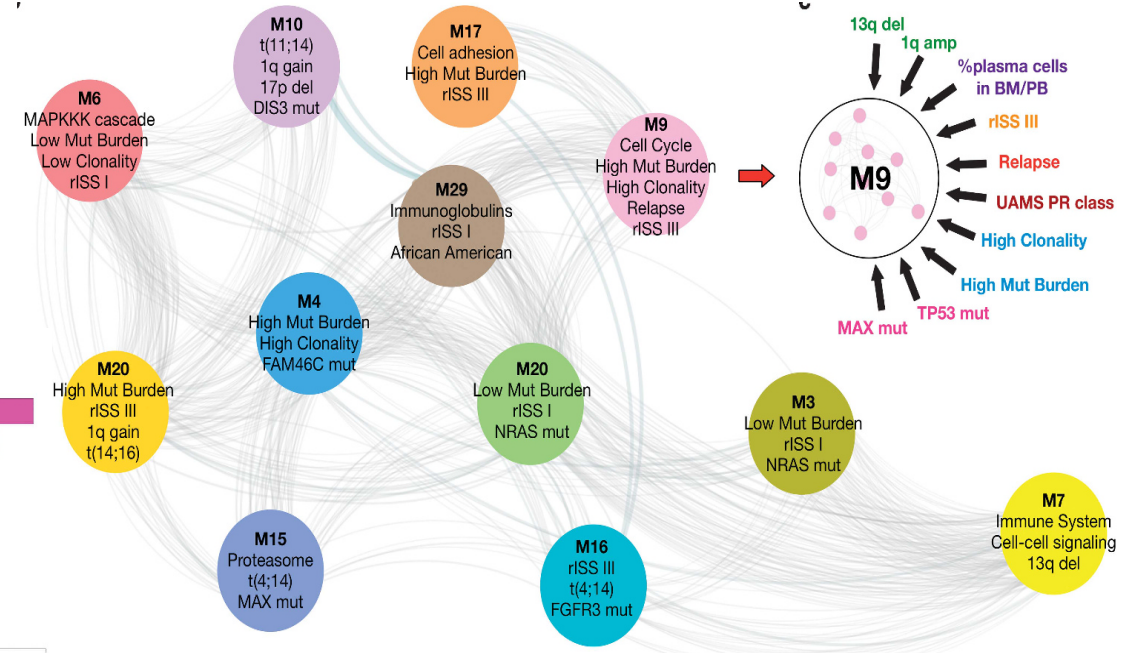 M10
t(11;14)
1q gain
17p del
DIS3 mut
M17
Cell adhesion
High Mut Burden
rISS III
M6
MAPKKK cascade
Low Mut Burden
Low Clonality
rISS I
M9
Cell Cycle
High Mut Burden
High Clonality
Relapse
rISS III
M29
Immunoglobulins
rISS I
African American
M4
High Mut Burden
High Clonality
FAM46C mut
M20
High Mut Burden
rISS III
1q gain
t(14;16)
M20
Low Mut Burden
rISS I
NRAS mut
M3
Low Mut Burden
rISS I
NRAS mut
M7
Immune System
Cell-cell signaling
13q del
M15
Proteasome
t(4;14)
MAX mut
M16
rISS III
t(4;14)
FGFR3 mut
13q del
1q amp
%plasma cells
in BM/PB
rISS III
Relapse
UAMS PR class
High Clonality
High Mut Burden
TP53 mut
MAX mut
M9